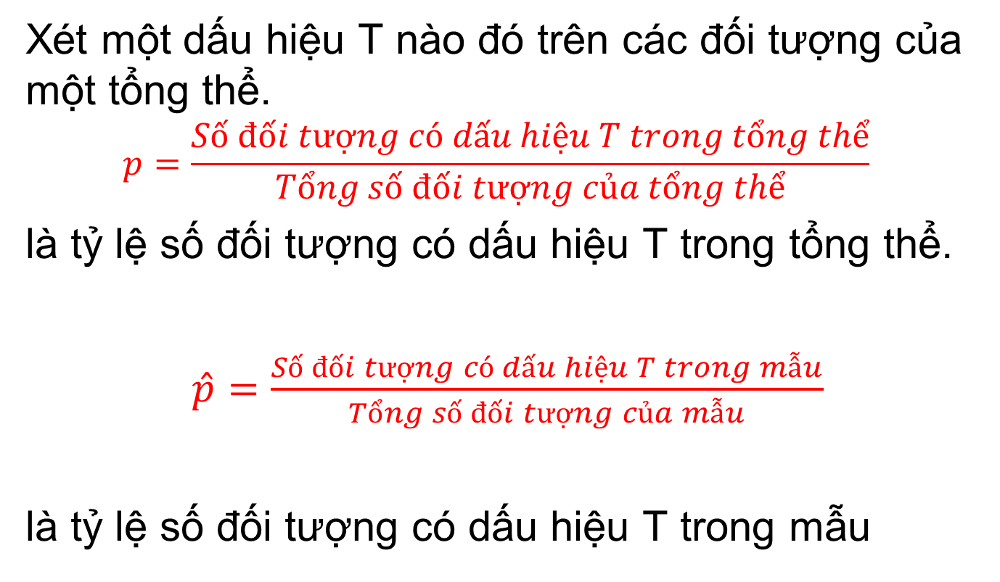 Xét một dấu hiệu T nào đó trên các đối tượng của
một tổng thể.
p = Số đối tượng có dấu hiệu T trong tổng thể / Tổng số đối tượng của tổng thể
là tỷ lệ số đối tượng có dấu hiệu T trong tổng thể.
p̂ = Số đối tượng có dấu hiệu T trong mẫu / Tổng số đối tượng của mẫu
là tỷ lệ số đối tượng có dấu hiệu T trong mẫu